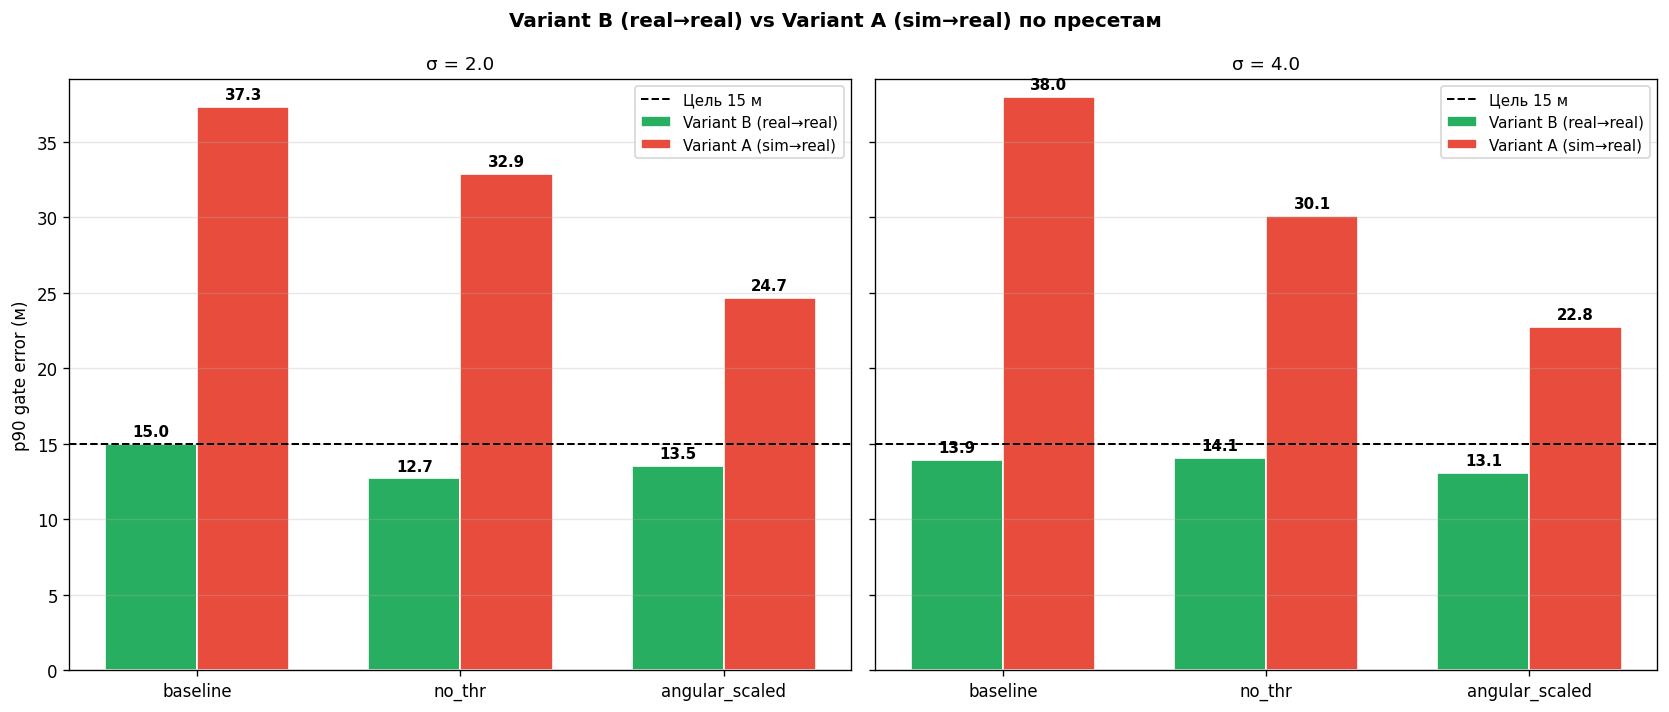 Variant B (real→real) vs Variant A (sim→real) по пресетам
σ = 2.0
p90 gate error (м)
35
30
25
20
15
10
5
0
37.3
32.9
24.7
15.0
12.7
13.5
Цель 15 м
Variant B (real→real)
Variant A (sim→real)
baseline
no_thr
angular_scaled
σ = 4.0
38.0
30.1
22.8
13.9
14.1
13.1
Цель 15 м
Variant B (real→real)
Variant A (sim→real)
baseline
no_thr
angular_scaled